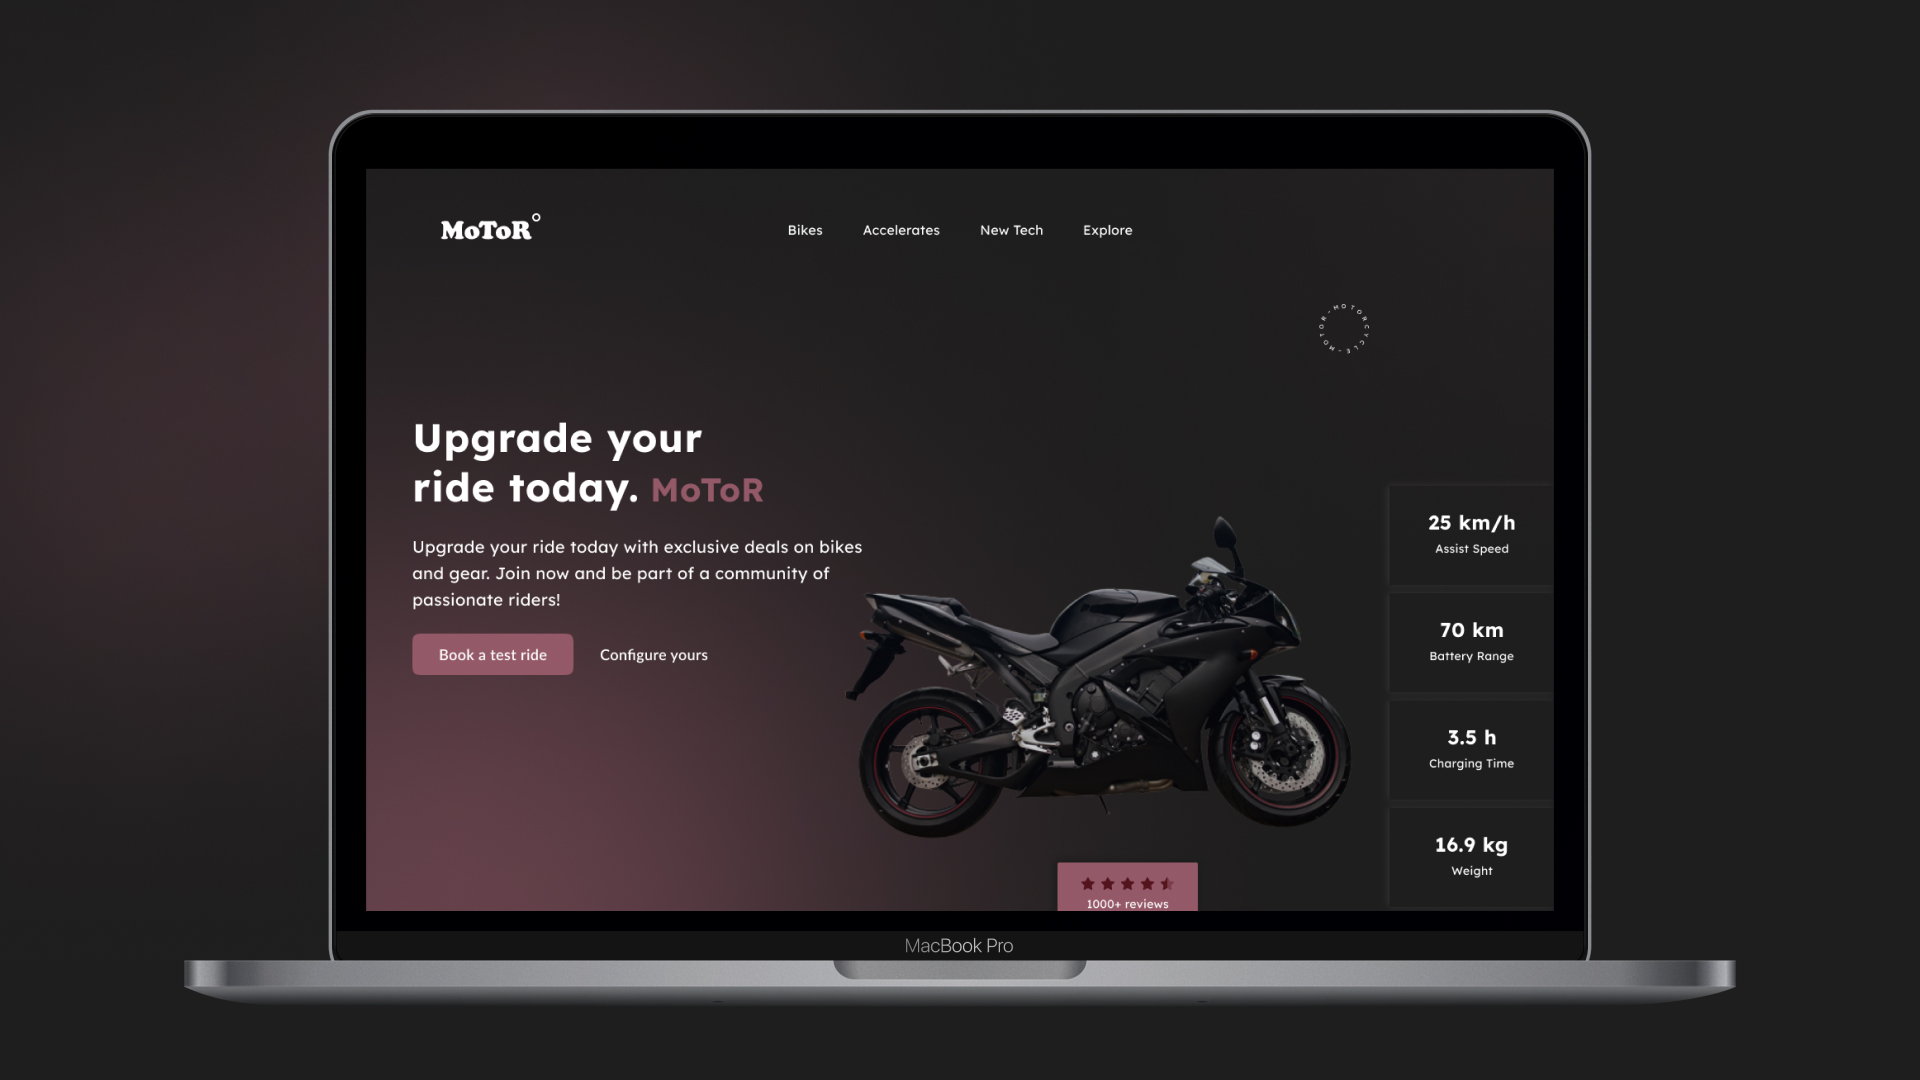 MoToR
Bikes
Accelerates
New Tech
Explore
MOTORCYCLE-MOTOR-
Upgrade your
ride today. MoToR
Upgrade your ride today with exclusive deals on bikes
and gear. Join now and be part of a community of
passionate riders!
Book a test ride
Configure yours
25 km/h
Assist Speed
70 km
Battery Range
3.5 h
Charging Time
16.9 kg
Weight
1000+ reviews
MacBook Pro